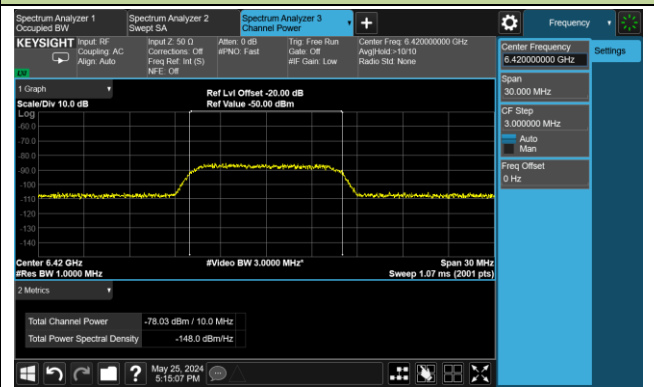 Spectrum Analyzer 1
Occupied BW
Spectrum Analyzer 2
Swept SA
Spectrum Analyzer 3
Channel Power
Frequency
KEYSIGHT
Input: RF
Coupling: AC
Align: Auto
Input Z: 50 Ω
Corrections: Off
Freq Ref: Int (S)
NFE: Off
Atten: 0 dB
#PNO: Fast
Trig: Free Run
Gate: Off
#IF Gain: Low
Center Freq: 6.420000000 GHz
Avg|Hold:>10/10
Radio Std: None
Center Frequency
6.420000000 GHz
Settings
Span
30.000 MHz
CF Step
3.000000 MHz
Auto
Man
Freq Offset
0 Hz
1 Graph
Scale/Div 10.0 dB
Ref Lvl Offset -20.00 dB
Ref Value -50.00 dBm
Log
-60.0
-70.0
-80.0
-90.0
-100
-110
-120
-130
-140
Center 6.42 GHz
#Res BW 1.0000 MHz
#Video BW 3.0000 MHz*
Span 30 MHz
Sweep 1.07 ms (2001 pts)
2 Metrics
Total Channel Power -78.03 dBm / 10.0 MHz
Total Power Spectral Density -148.0 dBm/Hz
May 25, 2024
5:15:07 PM